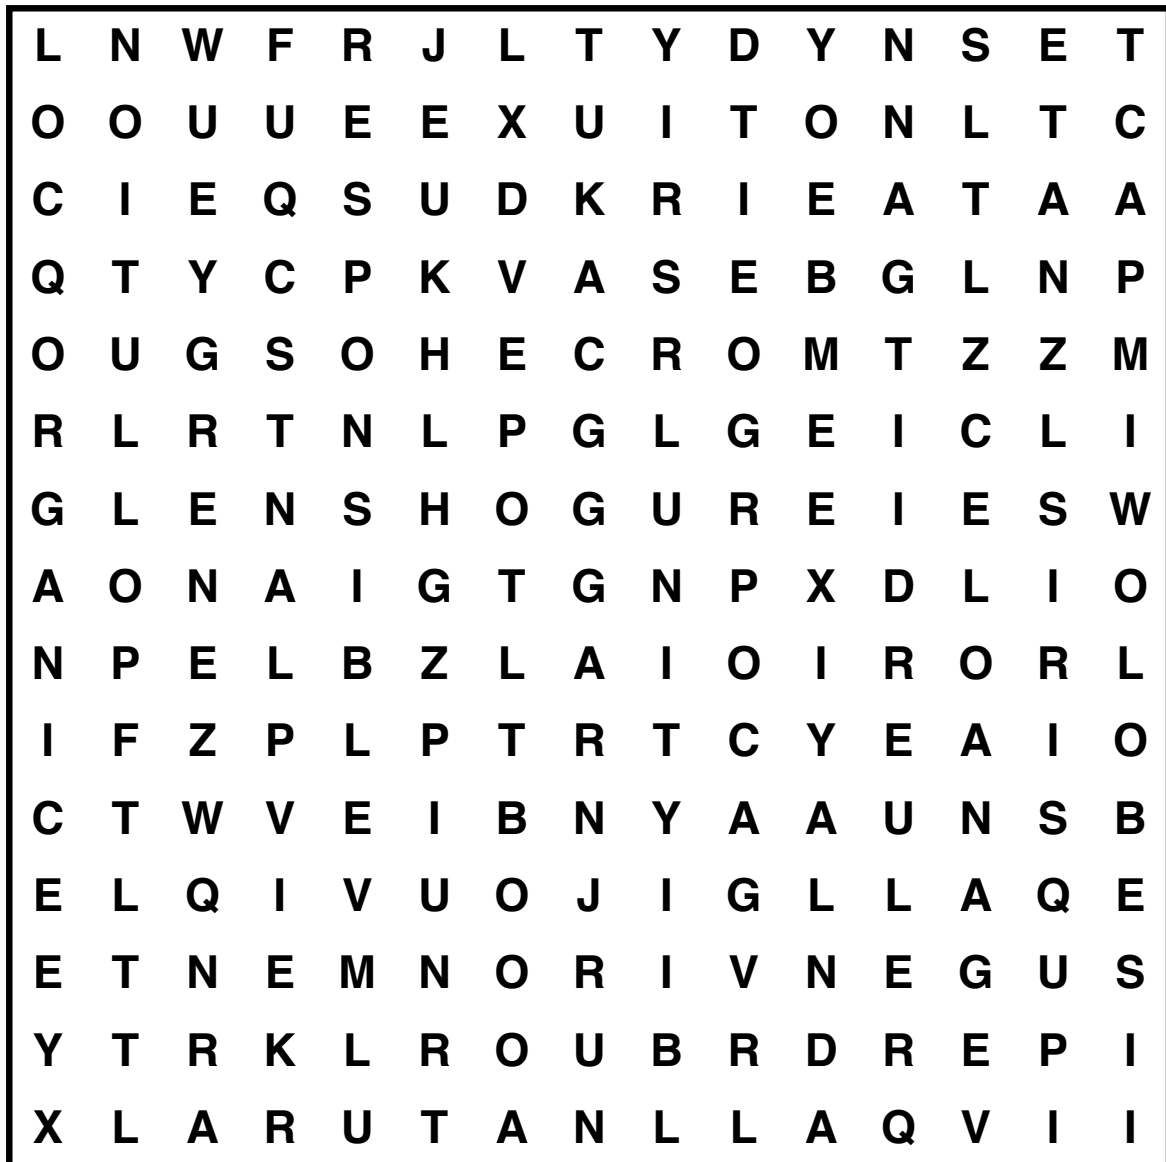 L N W F R J L T Y D Y N S E T
O O U U E E X U I T O N L T C
C I E Q S U D K R I E A T A A
Q T Y C P K V A S E B G L N P
O U G S O H E C R O M T Z Z M
R L R T N L P G L G E I C L I
G L E N S H O G U R E I E S W
A O N A I G T G N P X D L I O
N P E L B Z L A I O I R O R L
I F Z P L P T R T C Y E A I O
C T W V E I B N Y A A U N S B
E L Q I V U O J I G L L A Q E
E T N E M N O R I V N E G U S
Y T R K L R O U B R D R E P I
X L A R U T A N L L A Q V I I